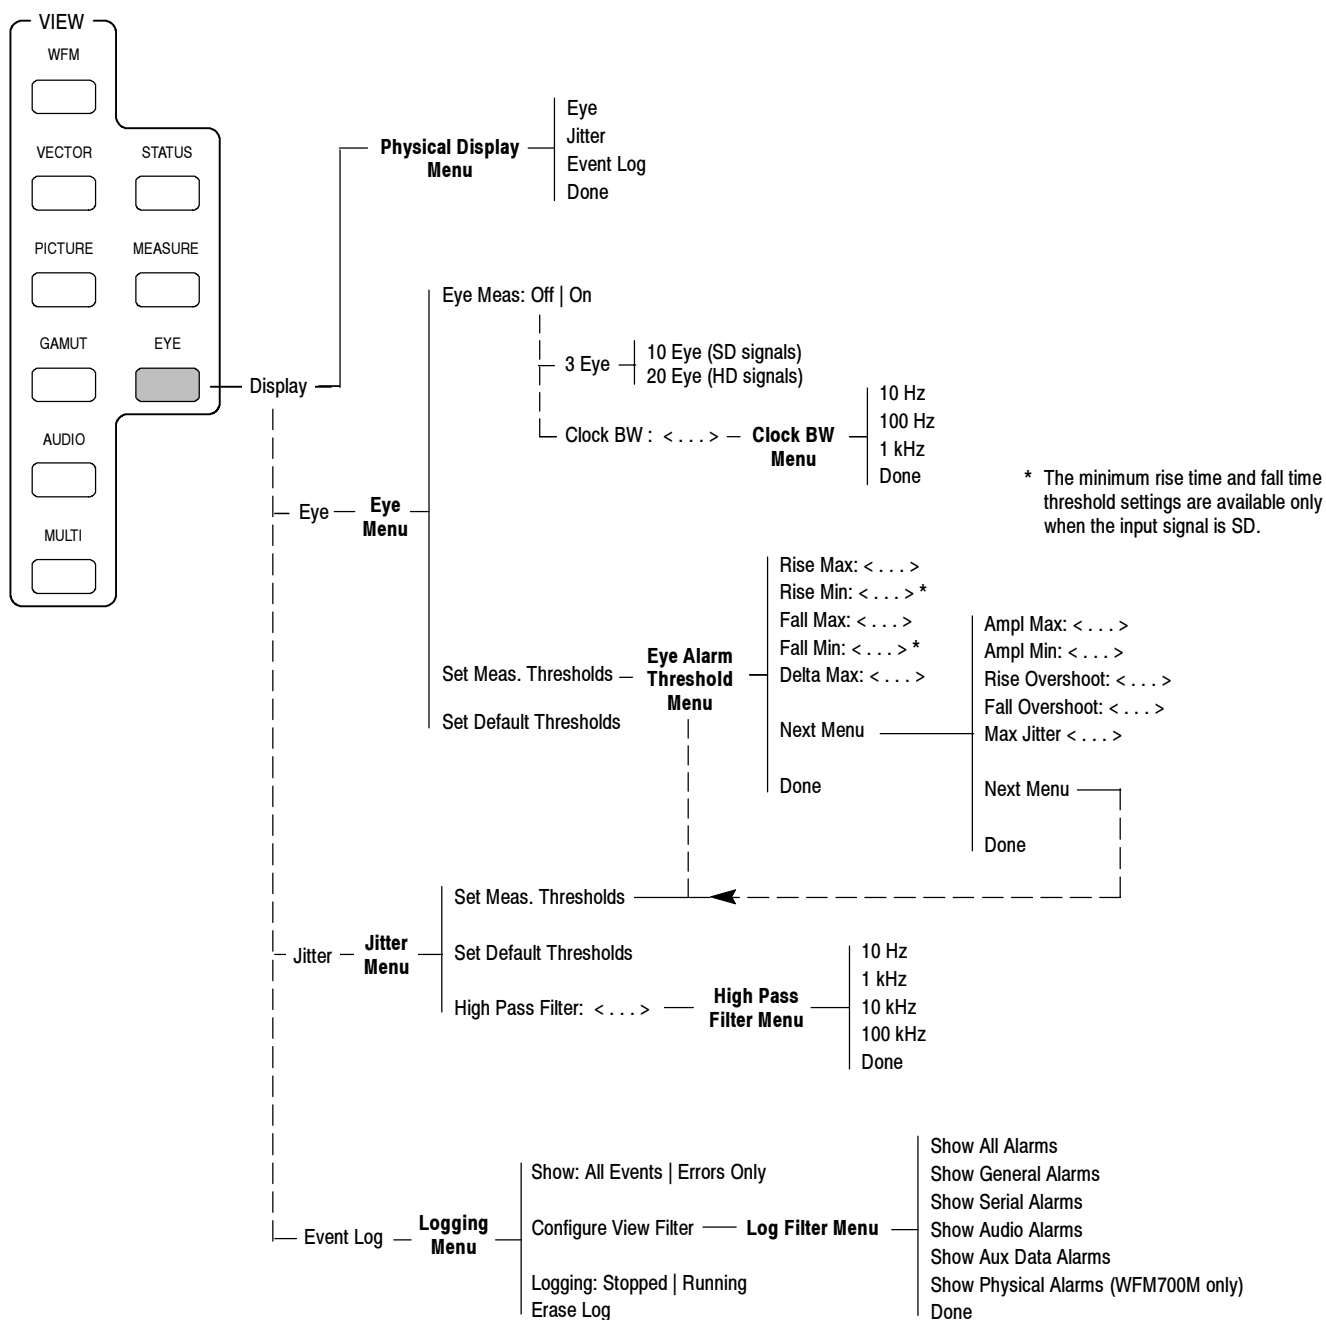 VIEW
WFM
VECTOR
STATUS
PICTURE
MEASURE
GAMUT
EYE
AUDIO
MULTI
Display
Physical Display
Menu
Eye
Jitter
Event Log
Done
Eye
Eye
Menu
Eye Meas: Off | On
3 Eye
10 Eye (SD signals)
20 Eye (HD signals)
Clock BW : < . . . >
Clock BW
Menu
10 Hz
100 Hz
1 kHz
Done
* The minimum rise time and fall time
threshold settings are available only
when the input signal is SD.
Set Meas. Thresholds
Set Default Thresholds
Eye Alarm
Threshold
Menu
Rise Max: < . . . >
Rise Min: < . . . > *
Fall Max: < . . . >
Fall Min: < . . . > *
Delta Max: < . . . >
Next Menu
Done
Ampl Max: < . . . >
Ampl Min: < . . . >
Rise Overshoot: < . . . >
Fall Overshoot: < . . . >
Max Jitter < . . . >
Next Menu
Done
Jitter
Jitter
Menu
Set Meas. Thresholds
Set Default Thresholds
High Pass Filter: < . . . >
High Pass
Filter Menu
10 Hz
1 kHz
10 kHz
100 kHz
Done
Event Log
Logging
Menu
Show: All Events | Errors Only
Configure View Filter
Logging: Stopped | Running
Erase Log
Log Filter Menu
Show All Alarms
Show General Alarms
Show Serial Alarms
Show Audio Alarms
Show Aux Data Alarms
Show Physical Alarms (WFM700M only)
Done